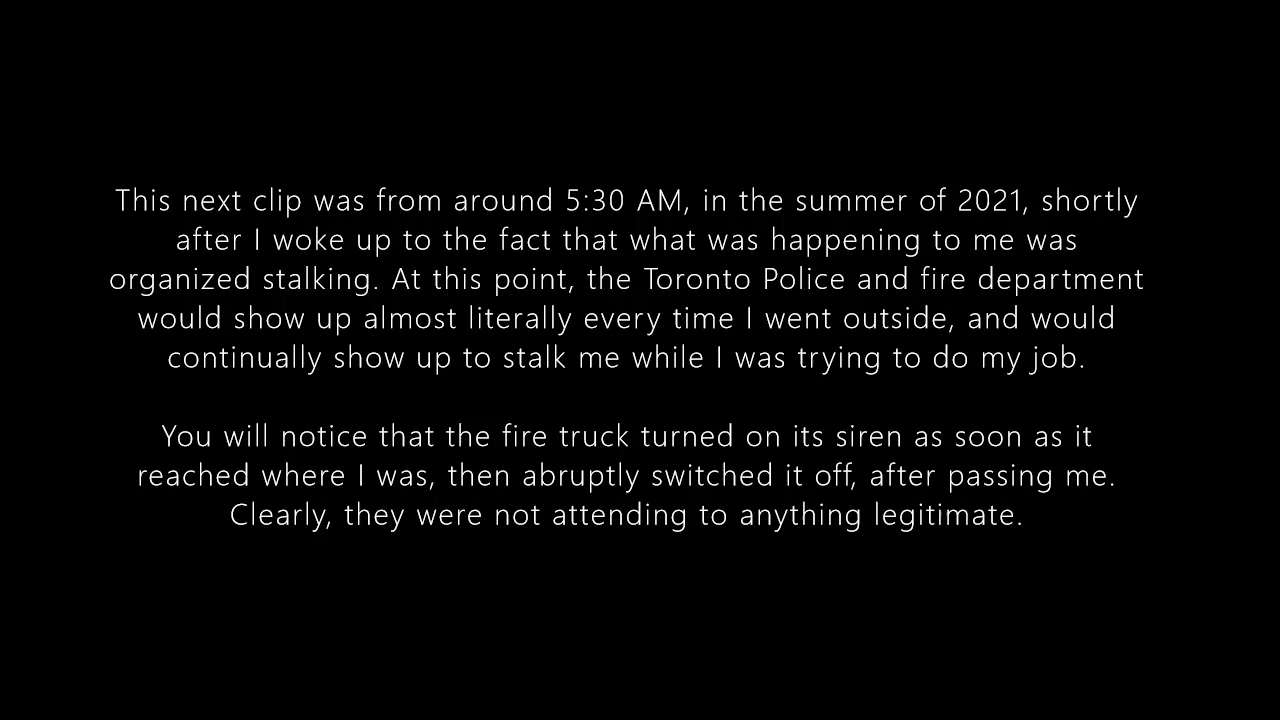 This next clip was from around 5:30 AM, in the summer of 2021, shortly
after I woke up to the fact that what was happening to me was
organized stalking. At this point, the Toronto Police and fire department
would show up almost literally every time I went outside, and would
continually show up to stalk me while I was trying to do my job.
You will notice that the fire truck turned on its siren as soon as it
reached where I was, then abruptly switched it off, after passing me.
Clearly, they were not attending to anything legitimate.